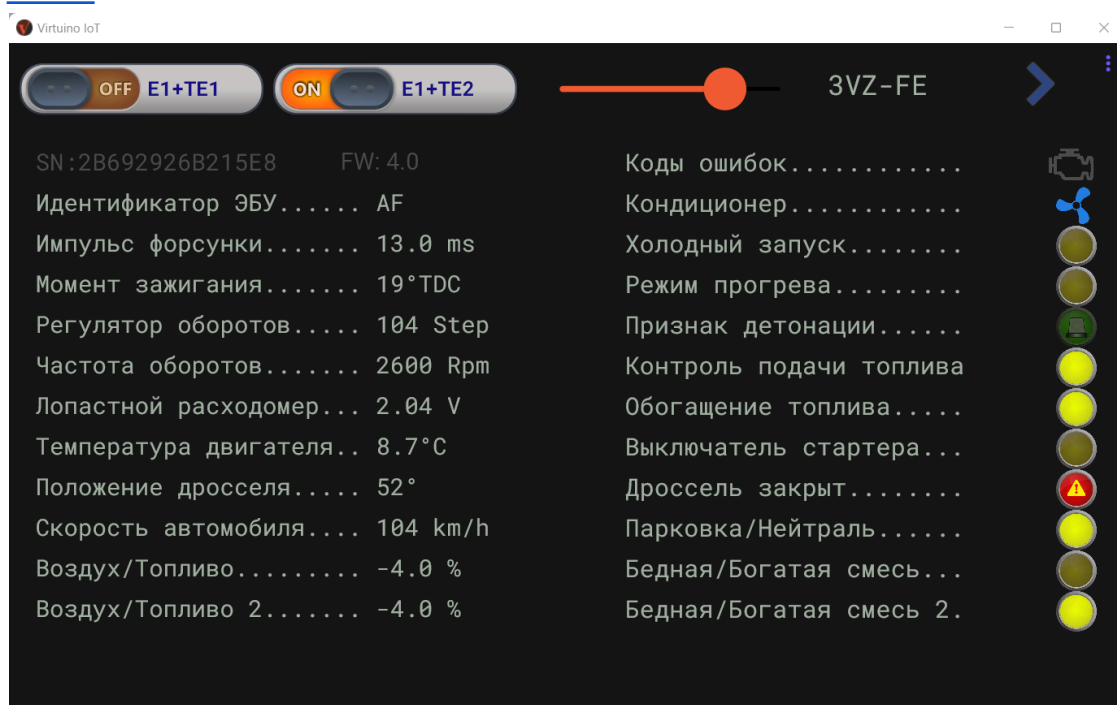 Virtuino IoT
OFF E1+TE1 ON E1+TE2 3VZ-FE
SN:2B692926B215E8 FW: 4.0 Коды ошибок............
Идентификатор ЭБУ...... AF Кондиционер............
Импульс форсунки....... 13.0 ms Холодный запуск........
Момент зажигания....... 19°TDC Режим прогрева.........
Регулятор оборотов..... 104 Step Признак детонации......
Частота оборотов....... 2600 Rpm Контроль подачи топлива
Лопастной расходомер... 2.04 V Обогащение топлива.....
Температура двигателя.. 8.7°C Выключатель стартера...
Положение дросселя..... 52° Дроссель закрыт........
Скорость автомобиля.... 104 km/h Парковка/Нейтраль......
Воздух/Топливо......... -4.0 % Бедная/Богатая смесь...
Воздух/Топливо 2....... -4.0 % Бедная/Богатая смесь 2.